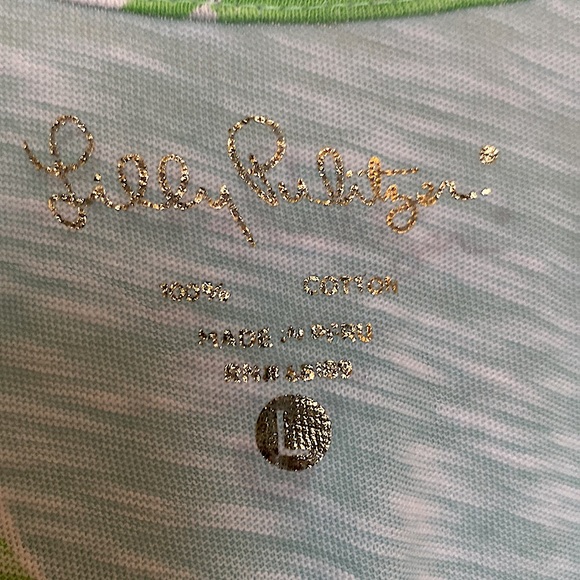 Lilly Pulitzer
100% COTTON
MADE IN PERU
L